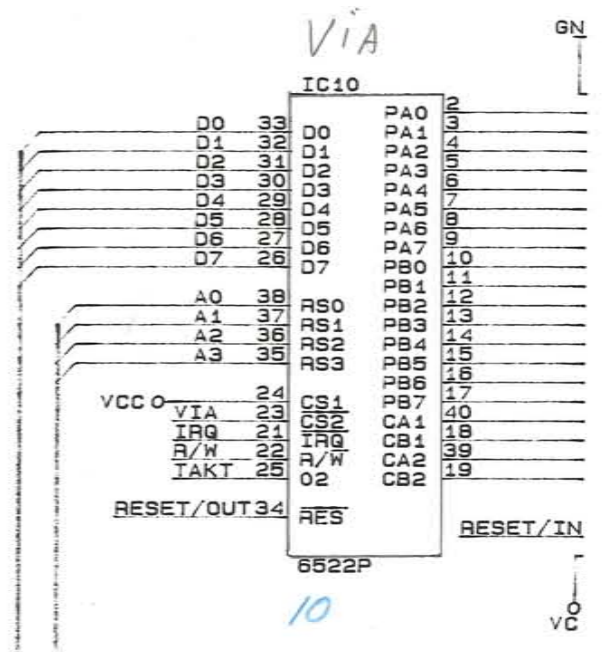 ViA
GN
IC10
PA0 2
D0 33 D0 PA1 3
D1 32 D1 PA2 4
D2 31 D2 PA3 5
D3 30 D3 PA4 6
D4 29 D4 PA5 7
D5 28 D5 PA6 8
D6 27 D6 PA7 9
D7 26 D7 PB0 10
PB1 11
A0 38 RS0 PB2 12
A1 37 RS1 PB3 13
A2 36 RS2 PB4 14
A3 35 RS3 PB5 15
PB6 16
VCC 24 CS1 PB7 17
VIA 23 CS2 CA1 40
IRQ 21 IRQ CB1 18
R/W 22 R/W CA2 39
TAKT 25 02 CB2 19
RESET/OUT 34 RES
RESET/IN
6522P
10
VC